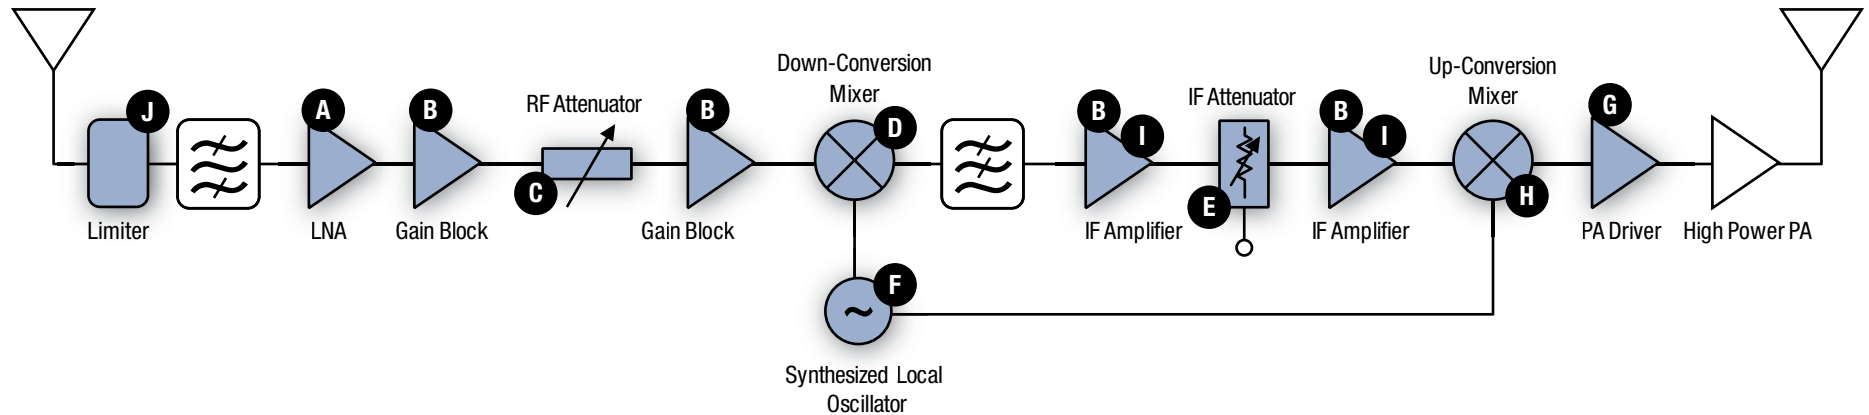 Down-Conversion
Mixer
Up-Conversion
Mixer
RF Attenuator
IF Attenuator
J
A
B
B
D
B
I
B
I
G
C
E
H
Limiter
LNA
Gain Block
Gain Block
IF Amplifier
IF Amplifier
PA Driver
High Power PA
F
~
Synthesized Local
Oscillator